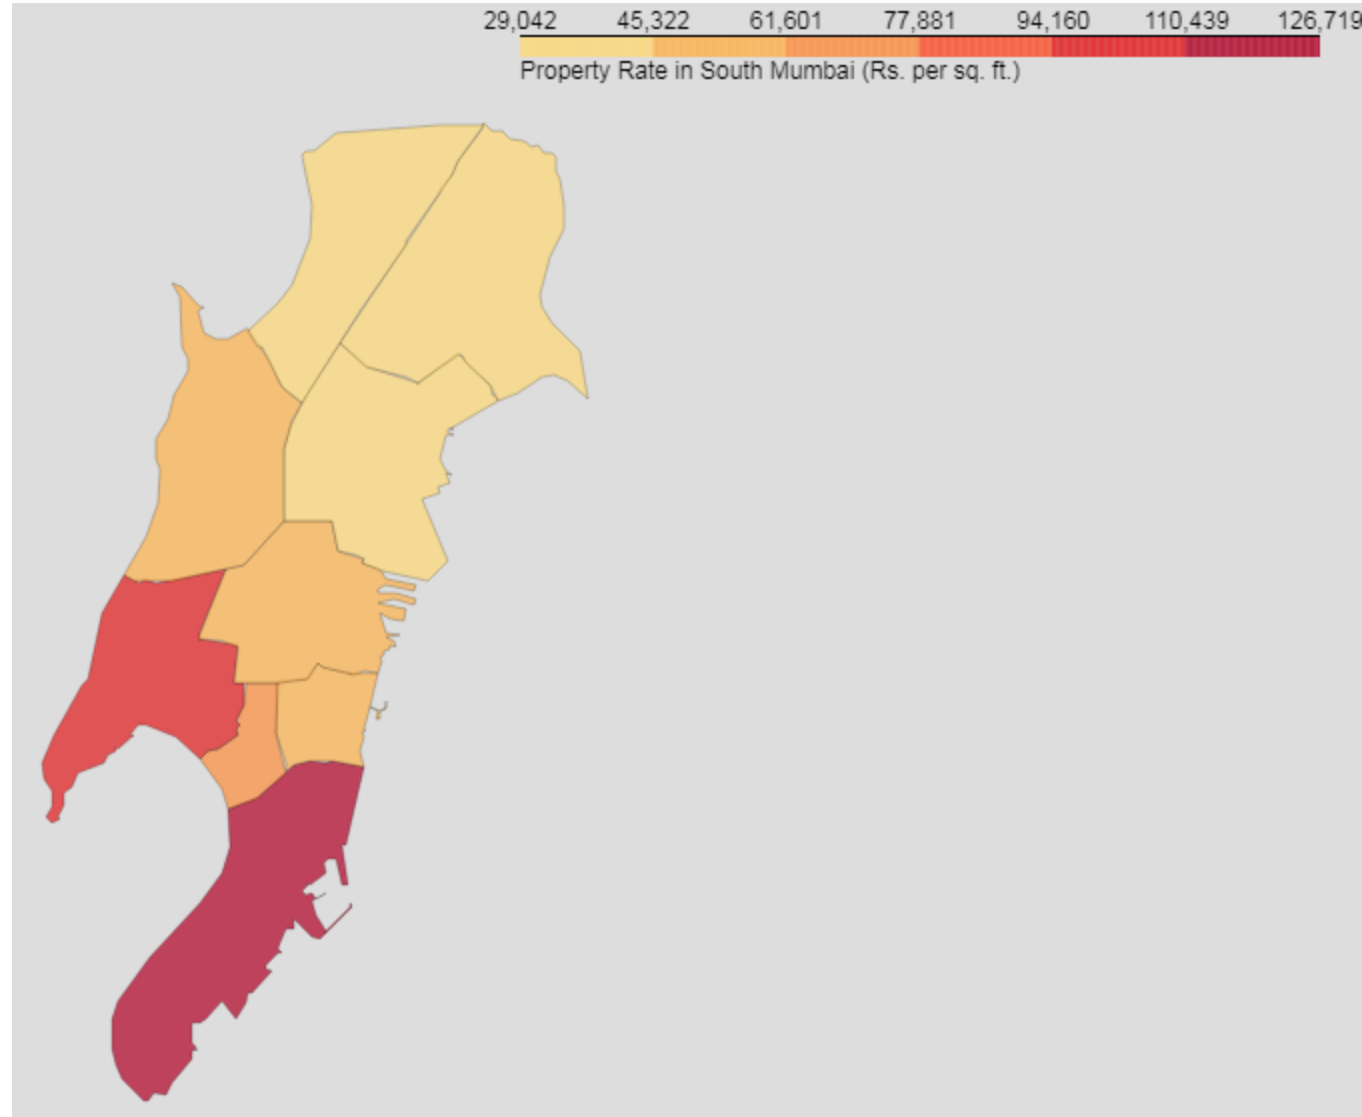 29,042 45,322 61,601 77,881 94,160 110,439 126,719
Property Rate in South Mumbai (Rs. per sq. ft.)